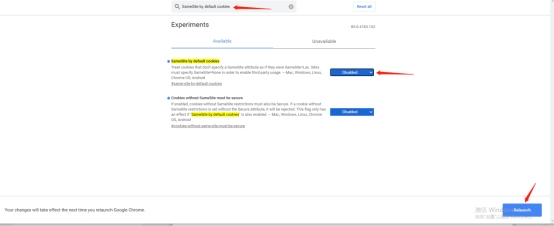 SameSite by default cookies
Reset all
Experiments
89.0.4183.102
Available
Unavailable
SameSite by default cookies
Treat cookies that don't specify a SameSite attribute as if they were SameSite=Lax. Sites
must specify SameSite=None in order to enable third-party usage. – Mac, Windows, Linux,
Chrome OS, Android
#same-site-by-default-cookies
Disabled
Cookies without SameSite must be secure
If enabled, cookies without SameSite restrictions must also be Secure. If a cookie without
SameSite restrictions is set without the Secure attribute, it will be rejected. This flag only has
an effect if "SameSite by default cookies" is also enabled. – Mac, Windows, Linux, Chrome
OS, Android
#cookies-without-same-site-must-be-secure
Disabled
Your changes will take effect the next time you relaunch Google Chrome.
激活 Win
Relaunch